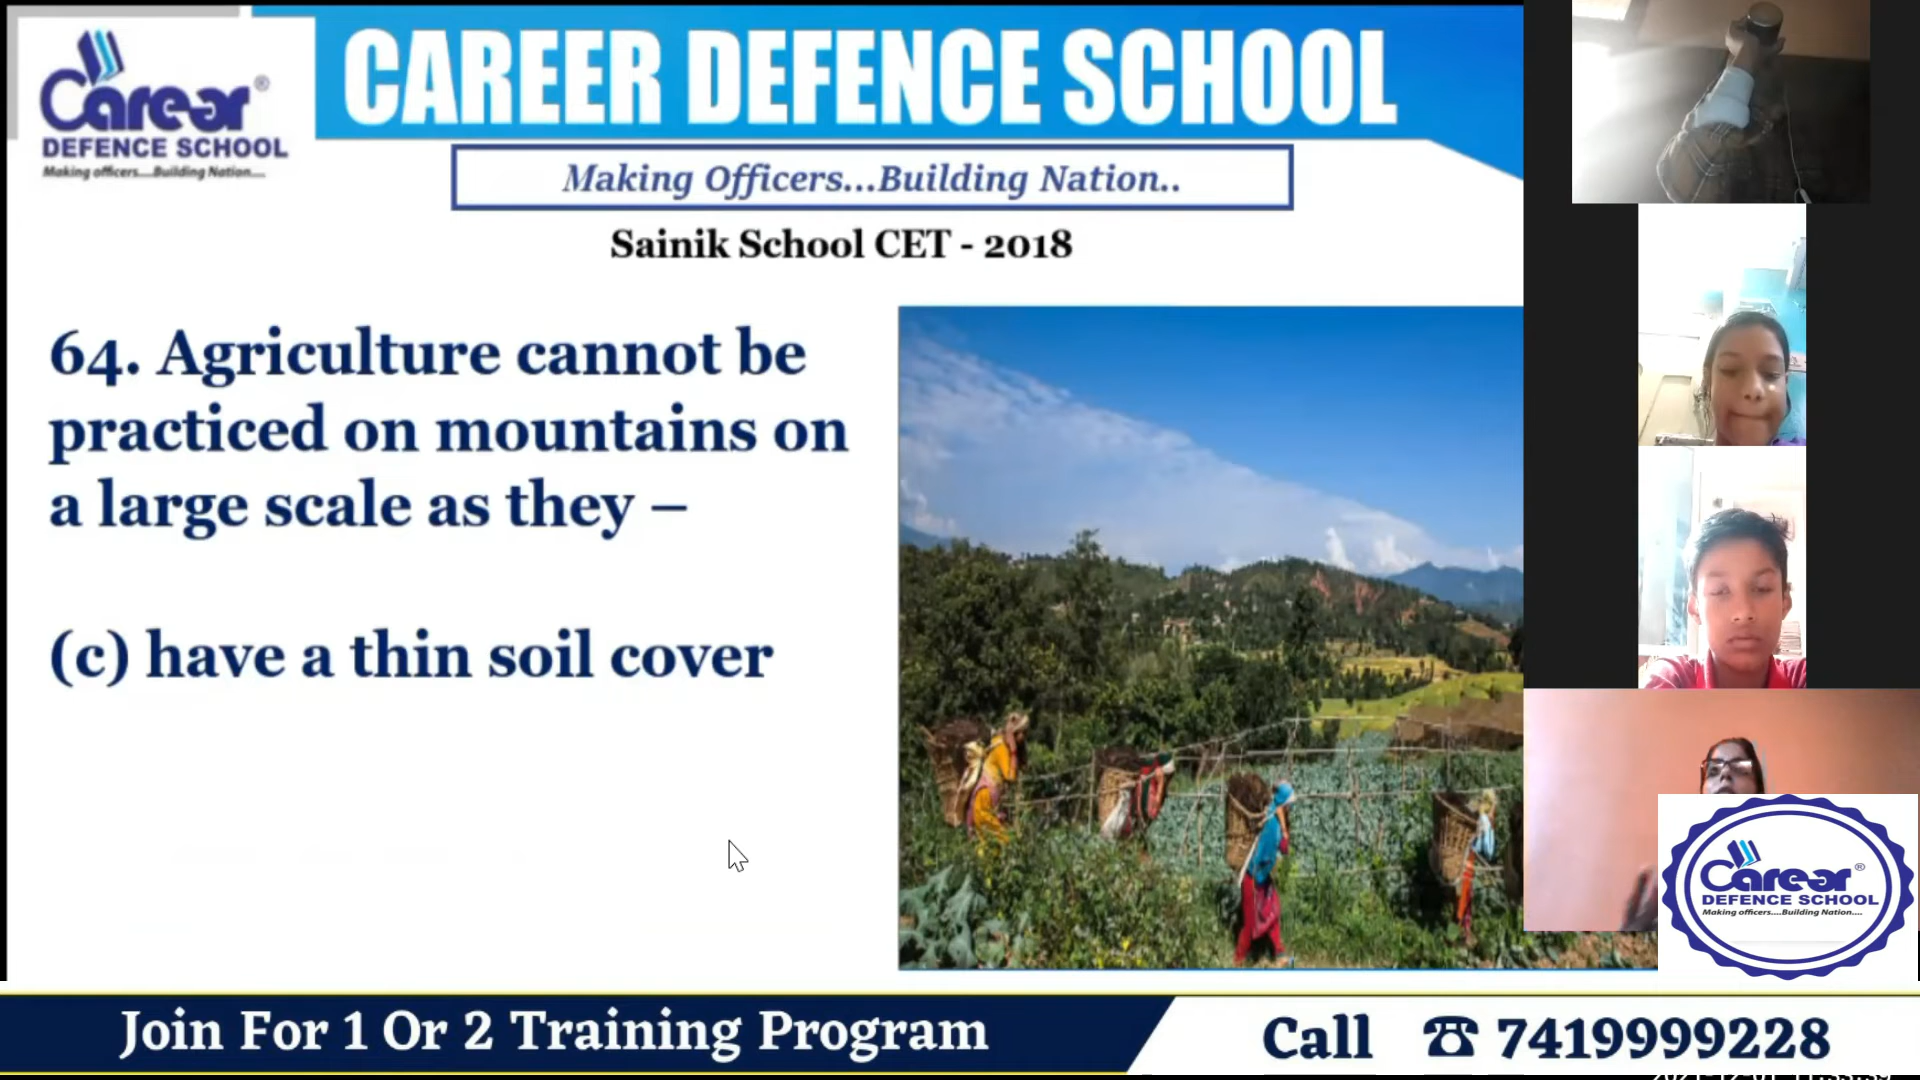 Career®
DEFENCE SCHOOL
Making officers....Building Nation....
CAREER DEFENCE SCHOOL
Making Officers...Building Nation..
Sainik School CET - 2018
64. Agriculture cannot be
practiced on mountains on
a large scale as they –
(c) have a thin soil cover
Career®
DEFENCE SCHOOL
Making officers....Building Nation....
Join For 1 Or 2 Training Program
Call ☎ 7419999228